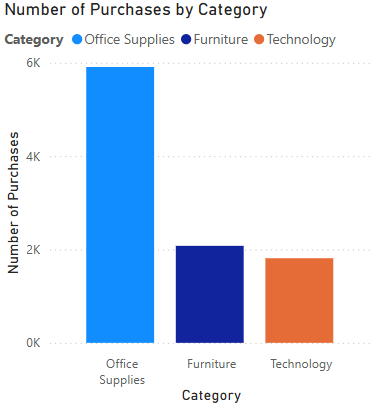 Number of Purchases by Category
Category Office Supplies Furniture Technology
Number of Purchases
6K
4K
2K
0K
Office
Supplies
Furniture
Technology
Category